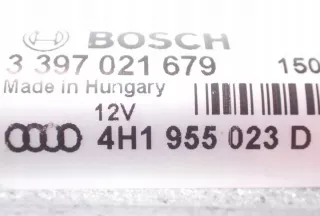 BOSCH
3 397 021 679 150
Made in Hungary
12V
4H1 955 023 D